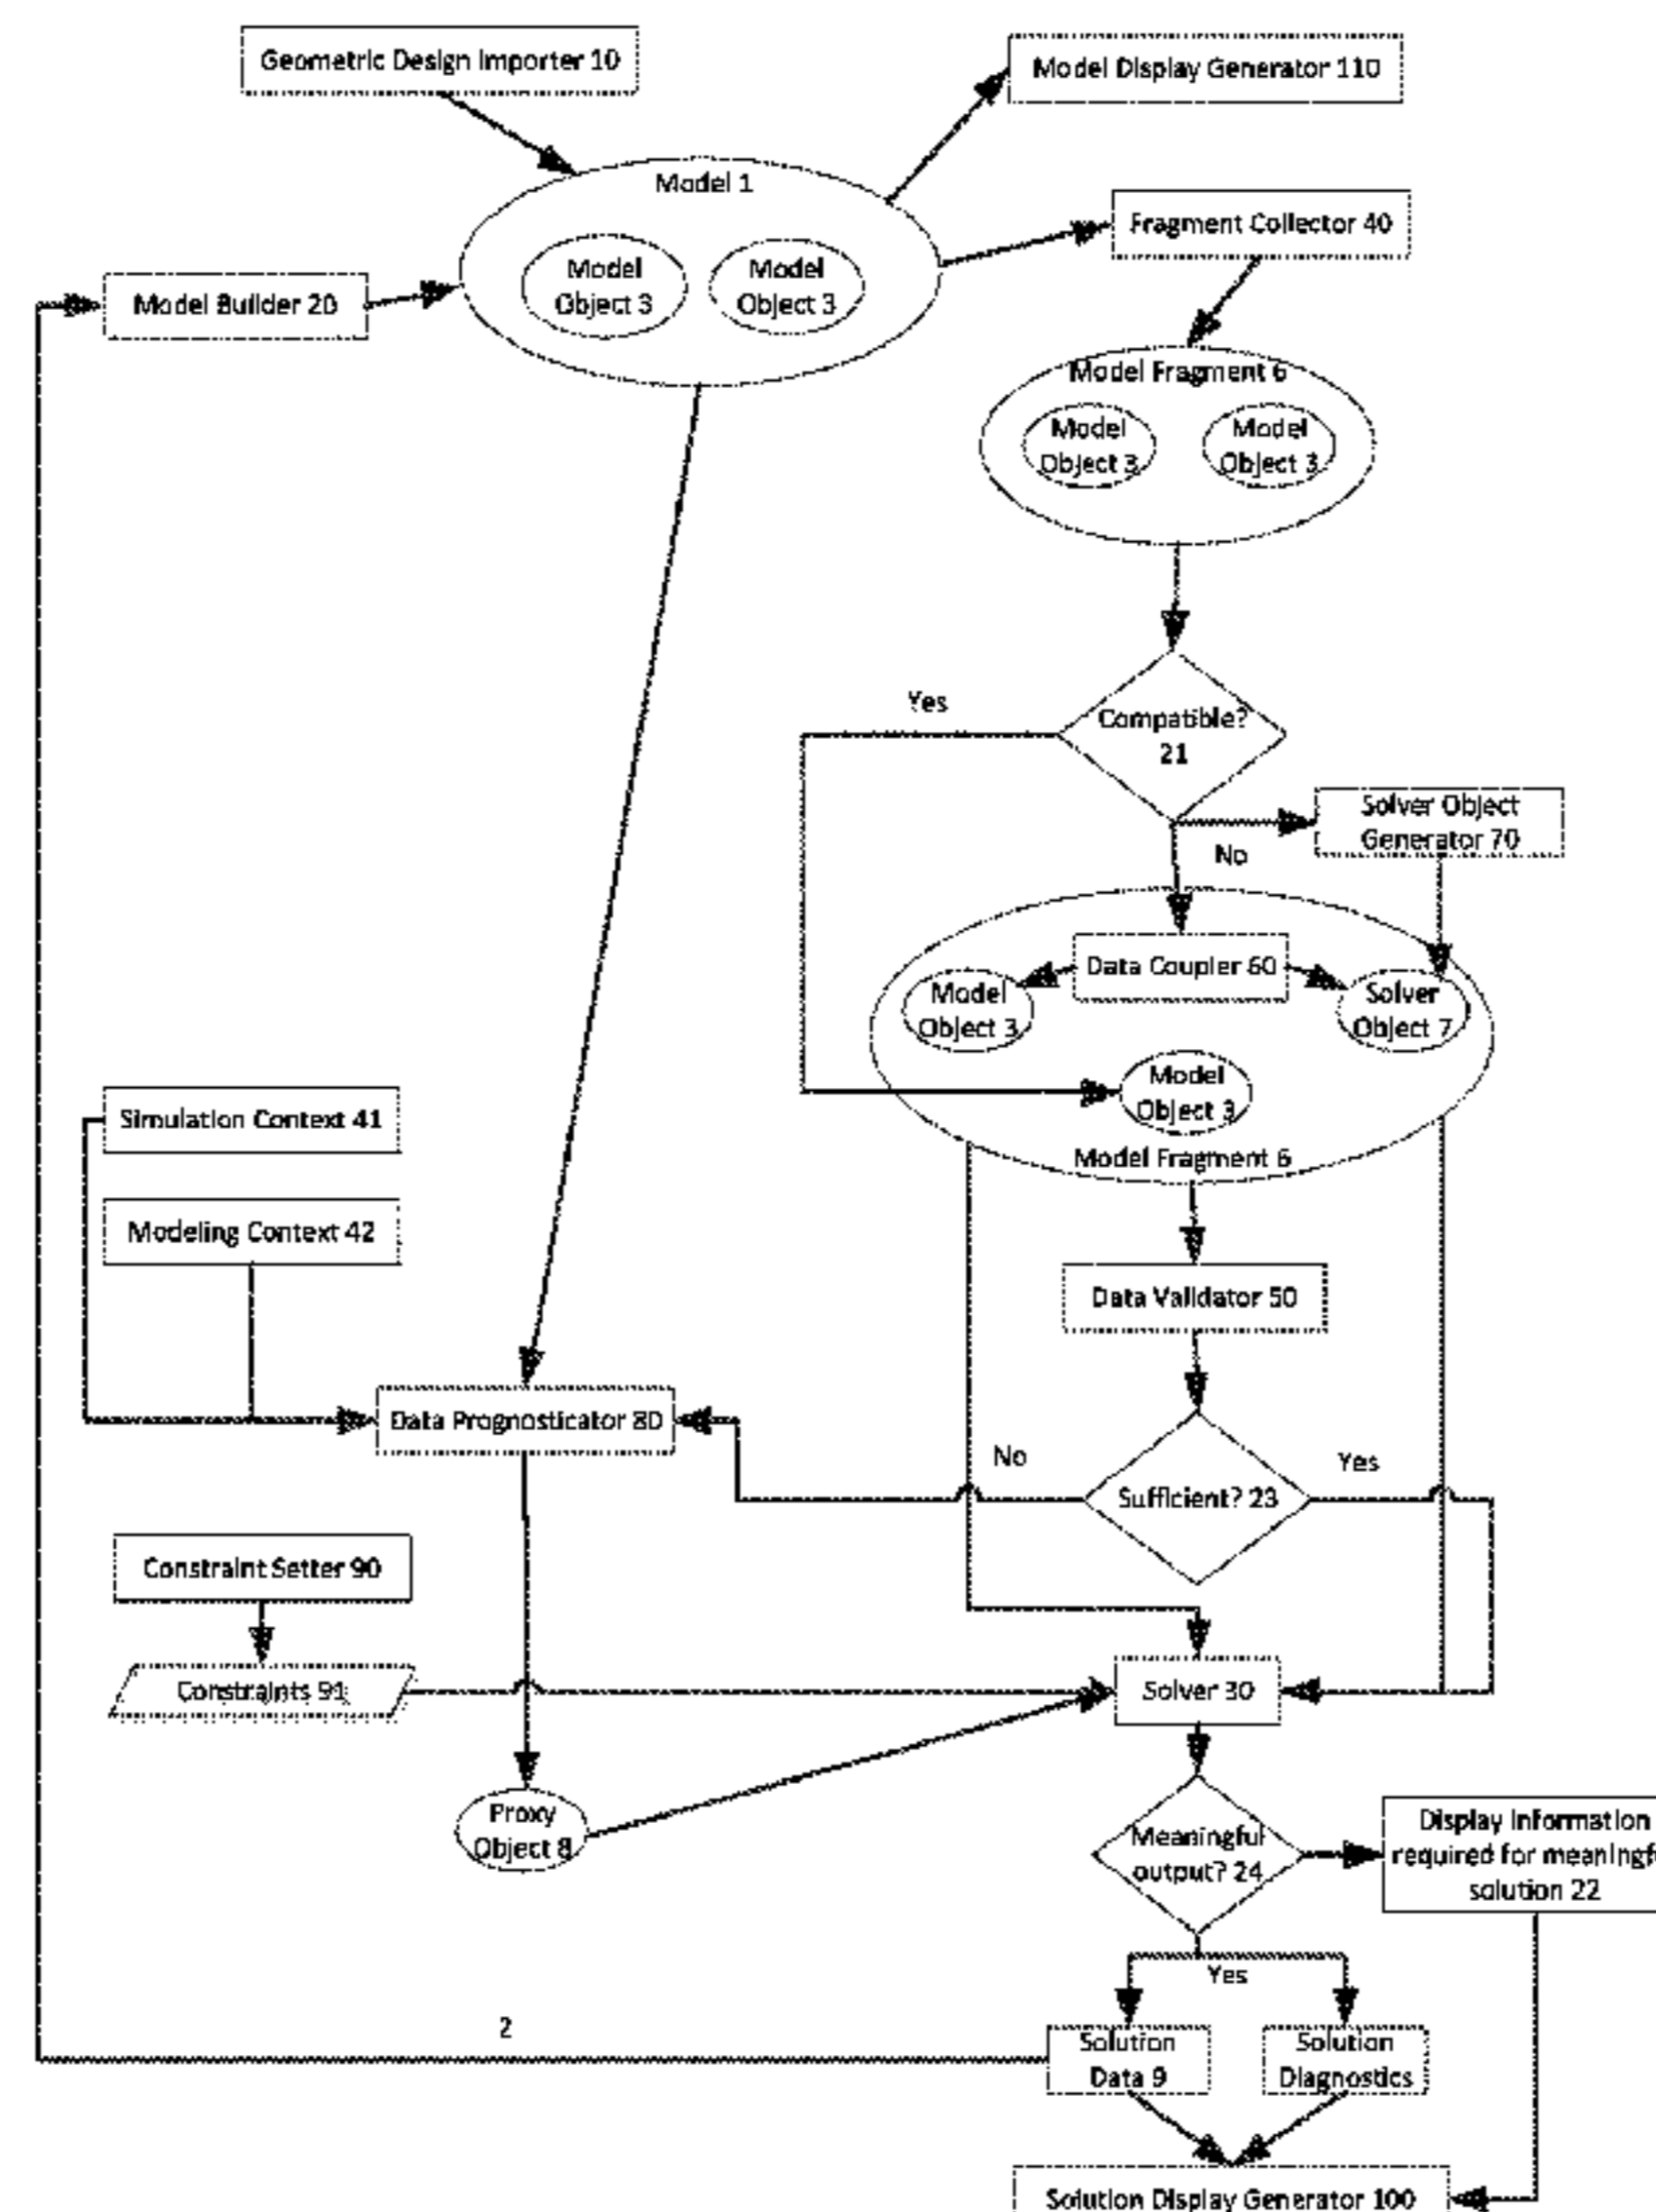 Geometric Design Importer 10
Model Display Generator 110
Model 1
Model
Object 3
Model
Object 3
Fragment Collector 40
Model Builder 20
Model Fragment 6
Model
Object 3
Model
Object 3
Yes
Compatible?
21
Solver Object
Generator 70
No
Data Coupler 60
Model
Object 3
Solver
Object 7
Model
Object 3
Model Fragment 6
Simulation Context 41
Modeling Context 42
Data Validator 50
Data Prognosticator 80
No
Yes
Sufficient? 23
Constraint Setter 90
Constraints 91
Solver 30
Proxy
Object 8
Meaningful
output? 24
Display Information
required for meaningf
solution 22
Yes
2
Solution
Data 9
Solution
Diagnostics
Solution Display Generator 100